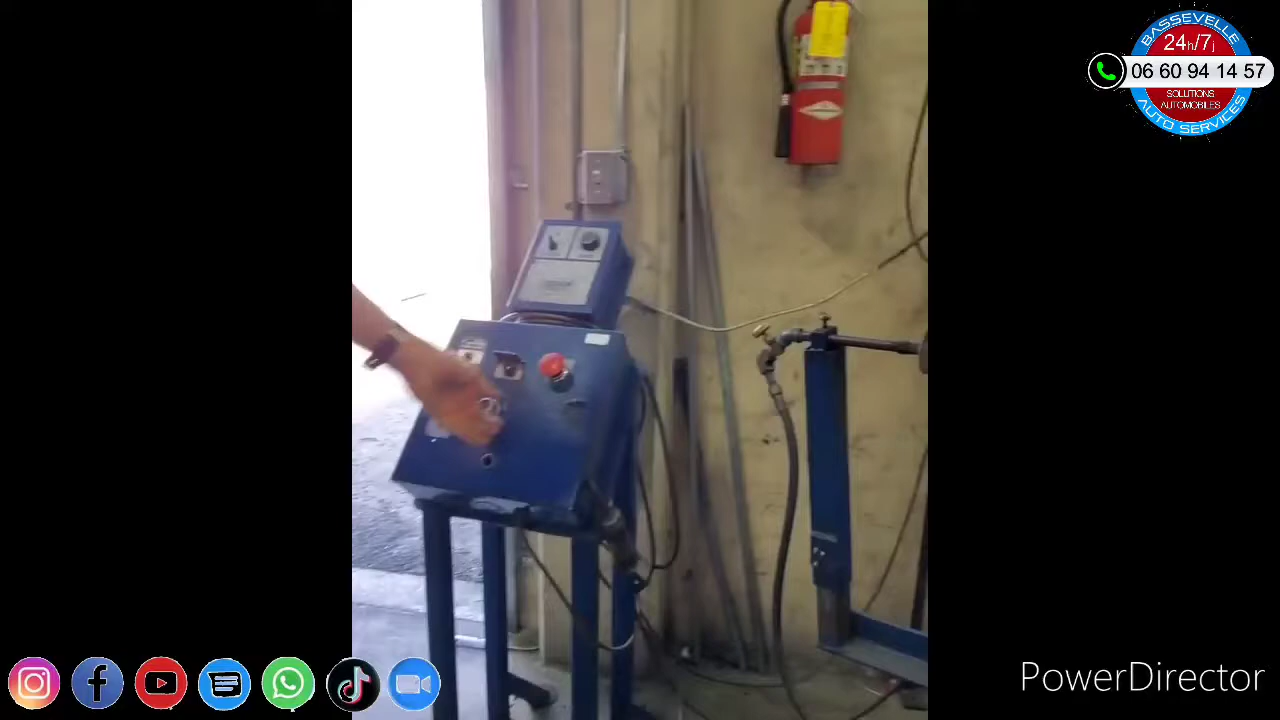 BASSEVELLE
24h/7j
06 60 94 14 57
SOLUTIONS
AUTOMOBILES
AUTO SERVICES
PowerDirector